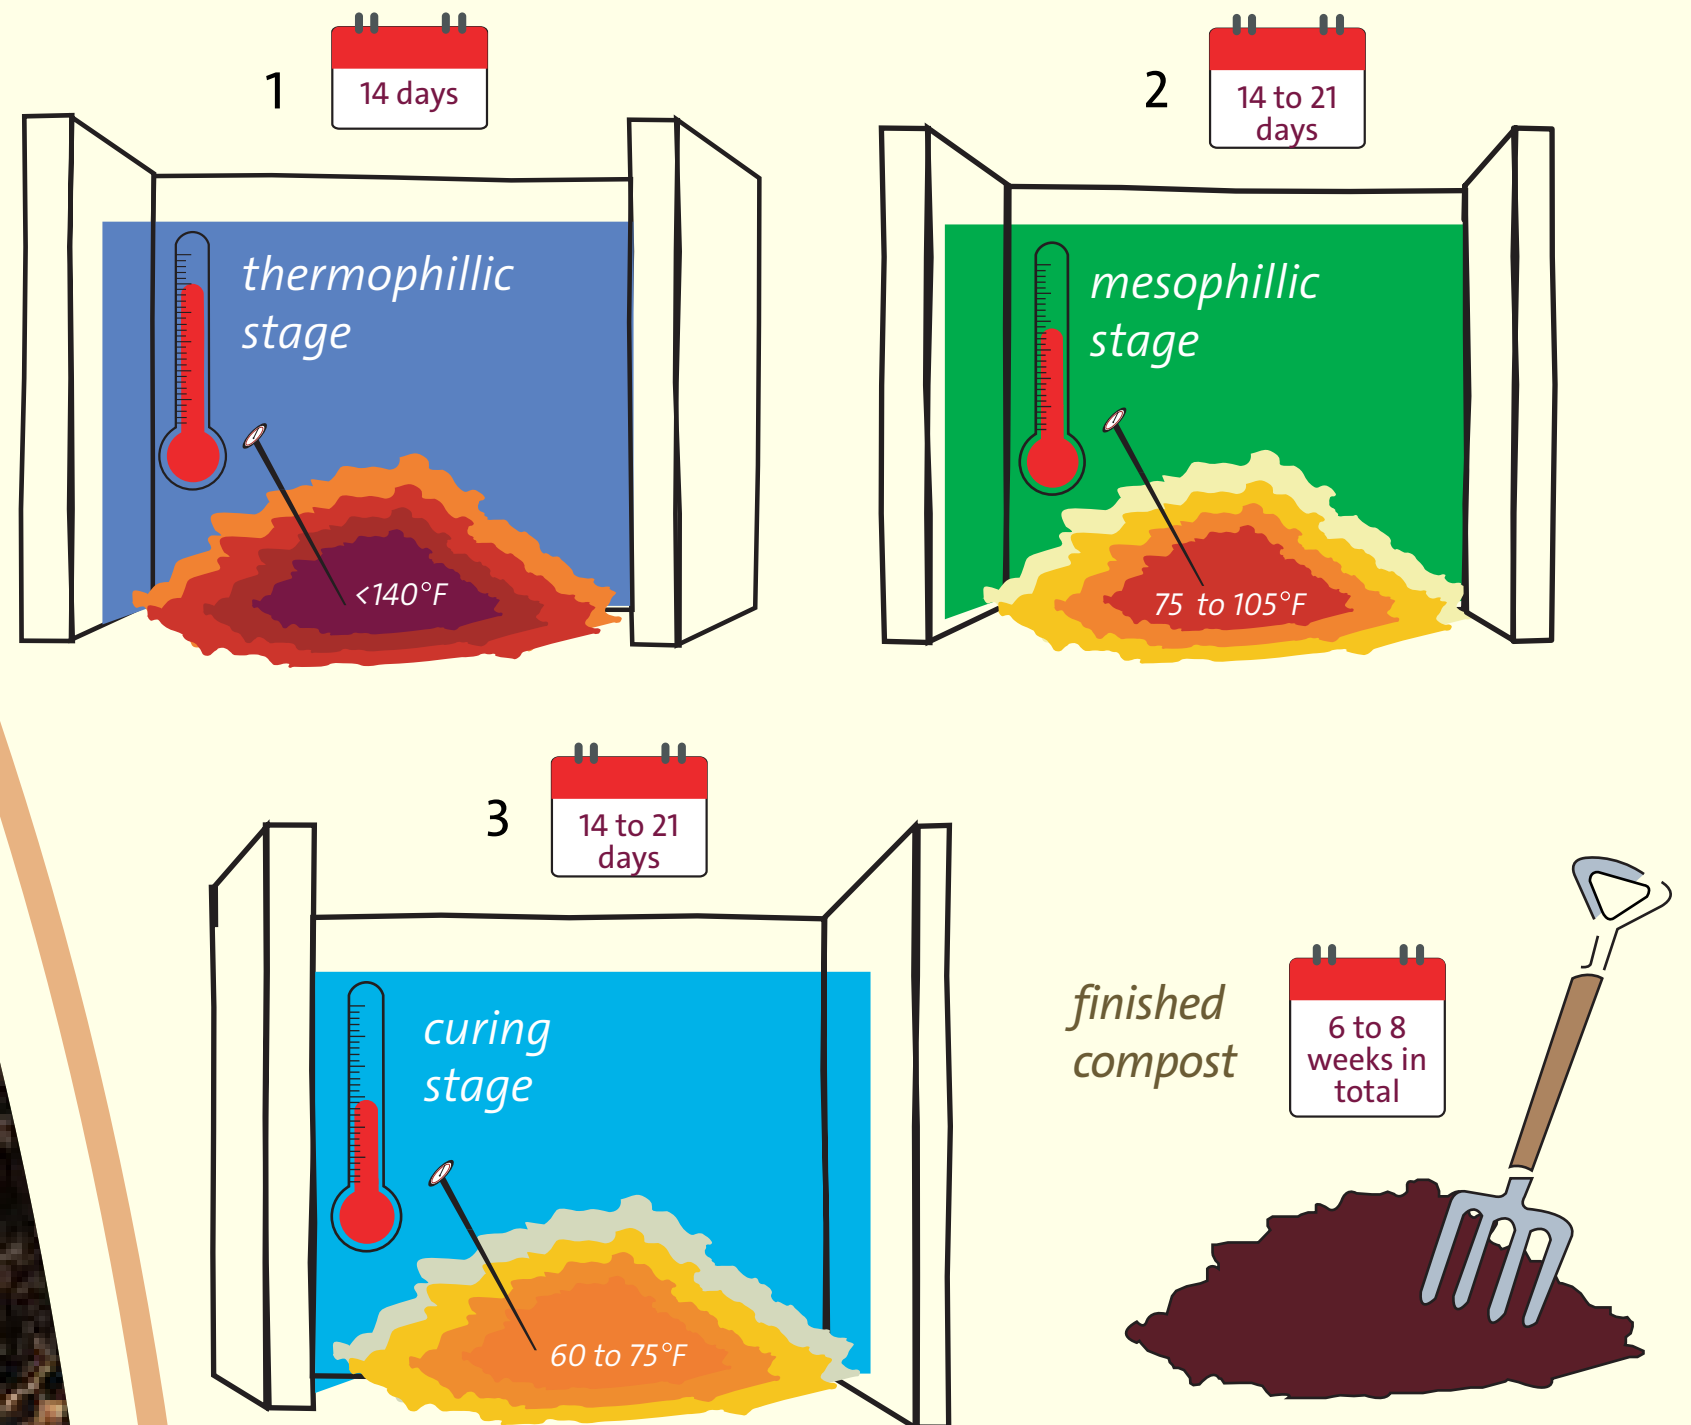 1
14 days
thermophillic
stage
<140°F
2
14 to 21
days
mesophillic
stage
75 to 105°F
3
14 to 21
days
curing
stage
60 to 75°F
finished
compost
6 to 8
weeks in
total